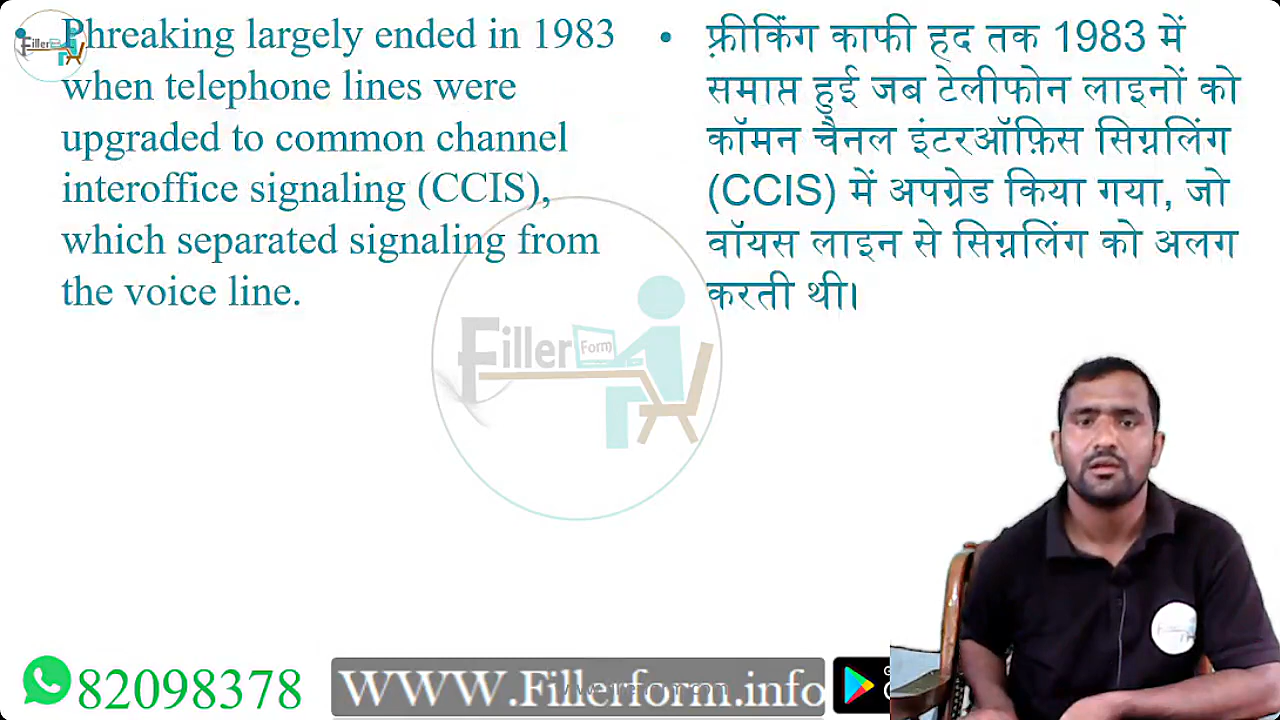 Phreaking largely ended in 1983
when telephone lines were
upgraded to common channel
interoffice signaling (CCIS),
which separated signaling from
the voice line.
फ़्रीकिंग काफी हद तक 1983 में
समाप्त हुई जब टेलीफोन लाइनों को
कॉमन चैनल इंटरऑफ़िस सिग्नलिंग
(CCIS) में अपग्रेड किया गया, जो
वॉयस लाइन से सिग्नलिंग को अलग
करती थी।
Filler Form
82098378
WWW.Fillerform.info